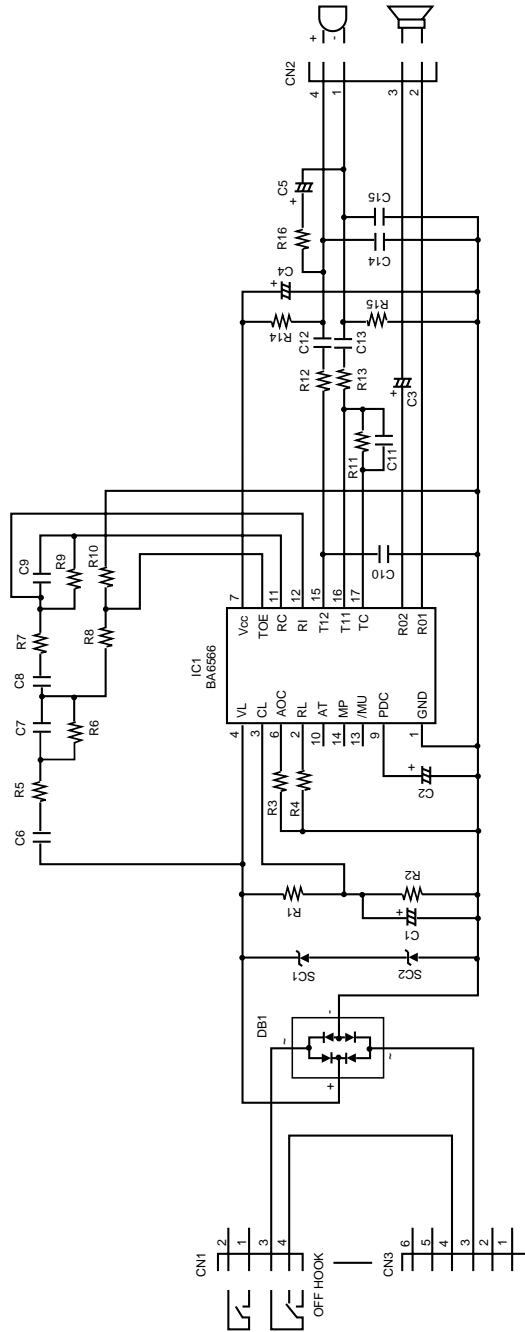 CN2
+
-
4
1
3
2
C5
+
R16
C15
C14
C4
+
R14
R15
C12
C13
R12
R13
C3
+
R11
C11
C10
C9
R9
R10
R7
R8
C8
C7
R6
R5
C6
IC1
BA6566
7
11
12
15
16
17
Vcc
TOE
RC
RI
T12
T11
TC
R02
R01
VL
CL
AOC
RL
AT
MP
/MU
PDC
GND
4
3
6
2
10
14
13
9
1
R3
R4
C2
+
R1
R2
C1
+
SC1
SC2
DB1
~
-
+
~
CN1
2
1
3
4
OFF HOOK
CN3
6
5
4
3
2
1